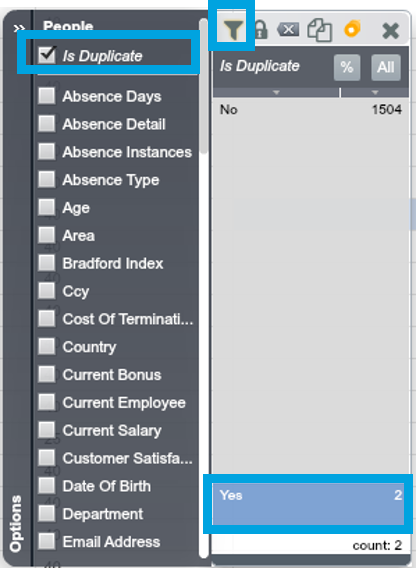 People
Is Duplicate
Absence Days
Absence Detail
Absence Instances
Absence Type
Age
Area
Bradford Index
Ccy
Cost Of Terminati...
Country
Current Bonus
Current Employee
Current Salary
Customer Satisfa...
Date Of Birth
Department
Email Address
Options
Is Duplicate % All
No 1504
Yes 2
count: 2